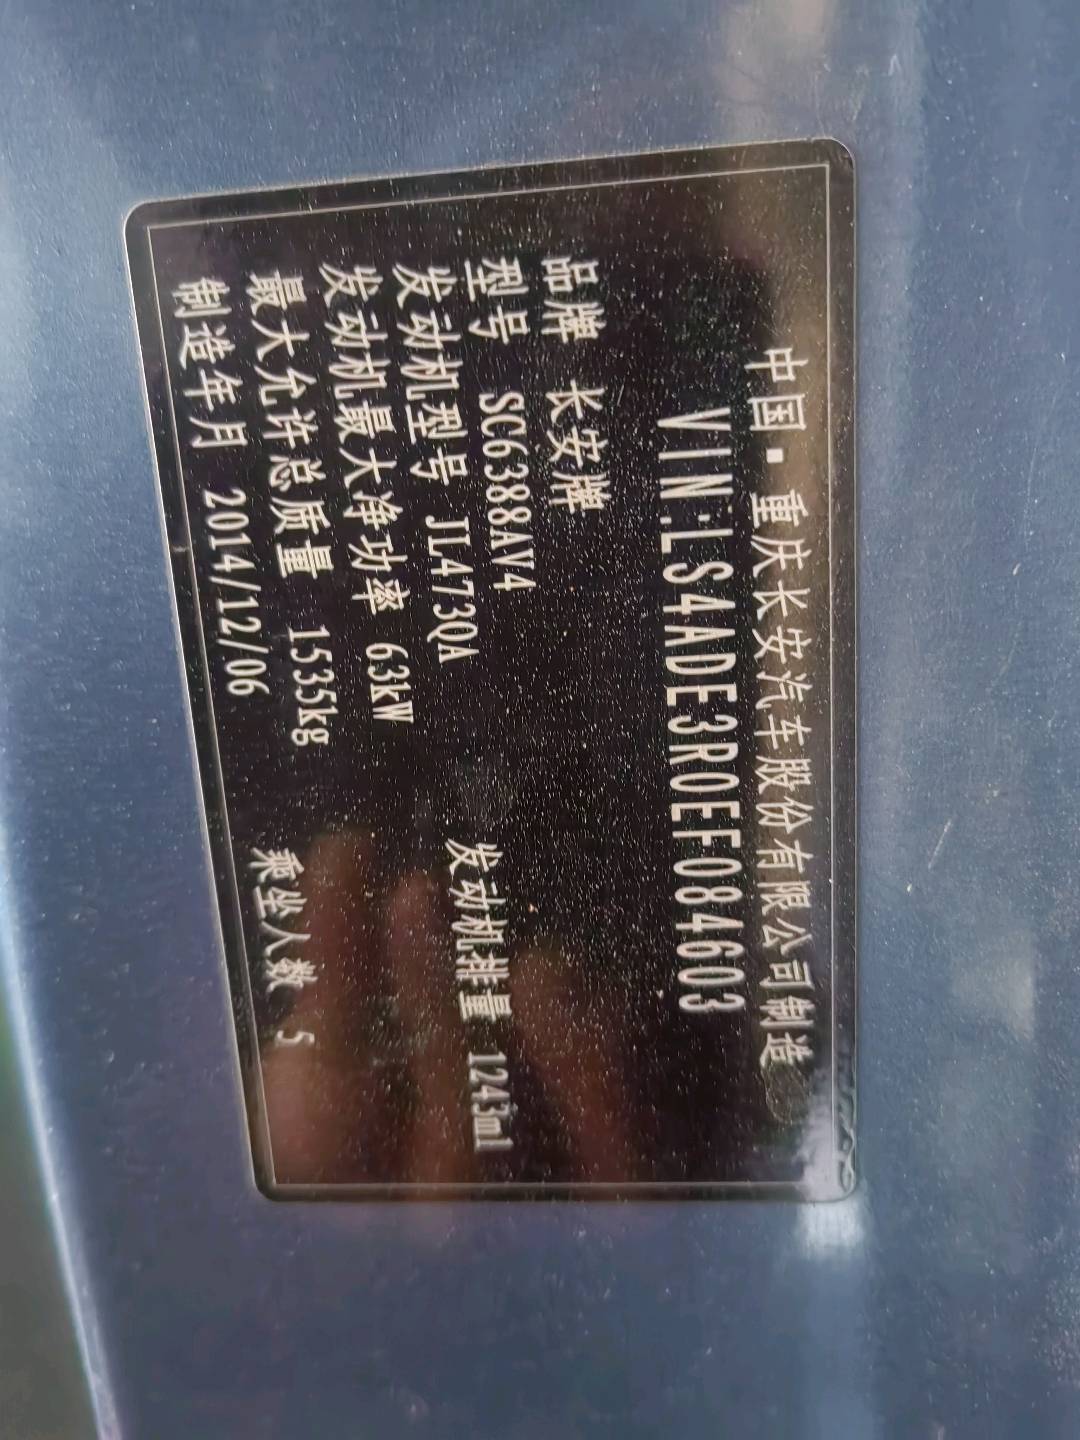 中国·重庆长安汽车股份有限公司制造
VIN:LS4ADE3R0EF084603
品牌 长安牌
型号 SC6388AV4
发动机型号 JL473QA 发动机排量 1243ml
发动机最大净功率 63kW
最大允许总质量 1535kg 乘坐人数 5
制造年月 2014/12/06